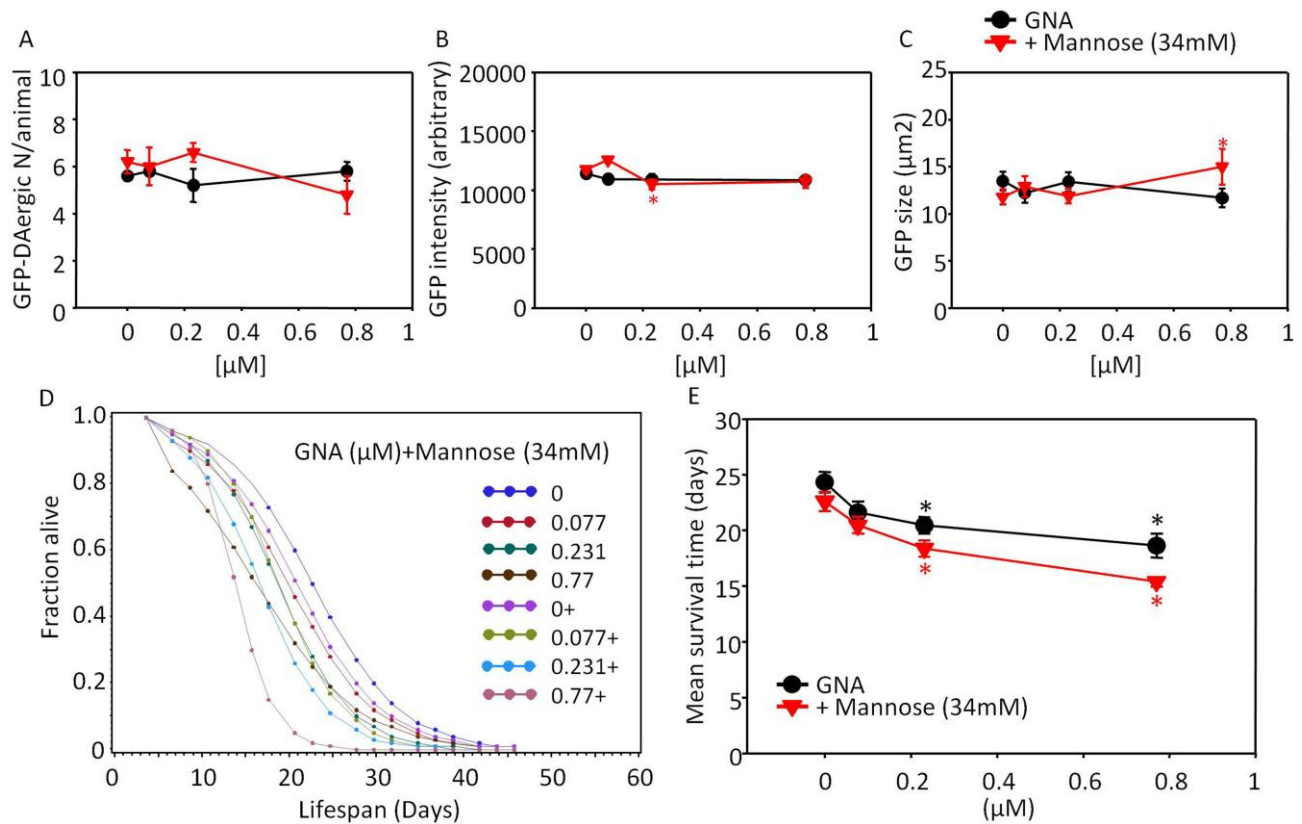 GNA
+ Mannose (34mM)
A
GFP-DAergic N/animal
10
8
6
4
2
0
0 0.2 0.4 0.6 0.8 1
[µM]
B
GFP intensity (arbitrary)
20000
15000
10000
5000
0
*
0 0.2 0.4 0.6 0.8 1
[µM]
C
GFP size (µm2)
25
20
15
10
5
0
*
0 0.2 0.4 0.6 0.8 1
[µM]
D
Fraction alive
1.0
0.8
0.6
0.4
0.2
0
GNA (µM)+Mannose (34mM)
0
0.077
0.231
0.77
0+
0.077+
0.231+
0.77+
0 10 20 30 40 50 60
Lifespan (Days)
E
Mean survival time (days)
30
25
20
15
10
5
0
* *
* *
GNA
+ Mannose (34mM)
0 0.2 0.4 0.6 0.8 1
(µM)